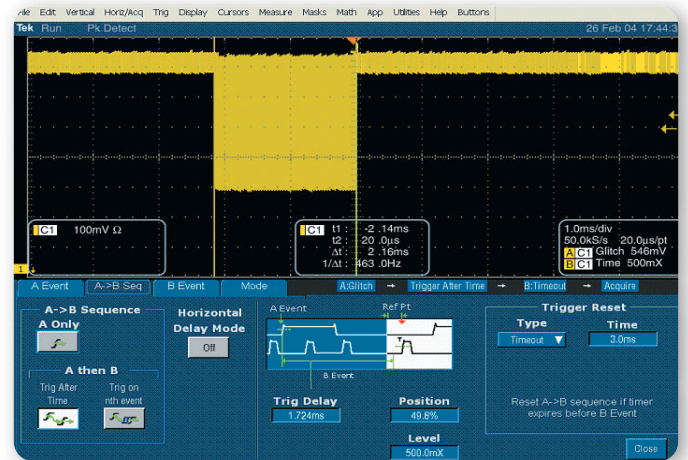 File Edit Vertical Horiz/Acq Trig Display Cursors Measure Masks Math App Utilities Help Buttons
Tek Run Pk Detect 26 Feb 04 17:44:3
C1 100mV Ω
C1 t1: -2.14ms
t2: 20.0µs
Δt: 2.16ms
1/Δt: 463.0Hz
1.0ms/div
50.0kS/s 20.0µs/pt
A C1 Glitch 546mV
B C1 Time 500mX
1
A Event A->B Seq B Event Mode A:Glitch → Trigger After Time → B:Timeout → Acquire
A->B Sequence
A Only
A then B
Trig After Time
Trig on nth event
Horizontal Delay Mode
Off
A Event Ref Pt
T
B Event
Trig Delay
1.724ms
Position
49.8%
Level
500.0mX
Trigger Reset
Type Time
Timeout 3.0ms
Reset A->B sequence if timer
expires before B Event
Close